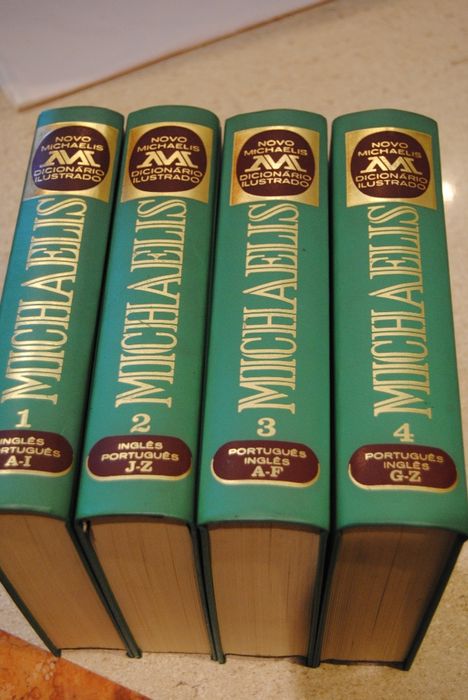 NOVO
MICHAELIS
DICIONÁRIO
ILUSTRADO
MICHAELIS
1
INGLÊS
PORTUGUÊS
A-I
NOVO
MICHAELIS
DICIONÁRIO
ILUSTRADO
MICHAELIS
2
INGLÊS
PORTUGUÊS
J-Z
NOVO
MICHAELIS
DICIONÁRIO
ILUSTRADO
MICHAELIS
3
PORTUGUÊS
INGLÊS
A-F
NOVO
MICHAELIS
DICIONÁRIO
ILUSTRADO
MICHAELIS
4
PORTUGUÊS
INGLÊS
G-Z